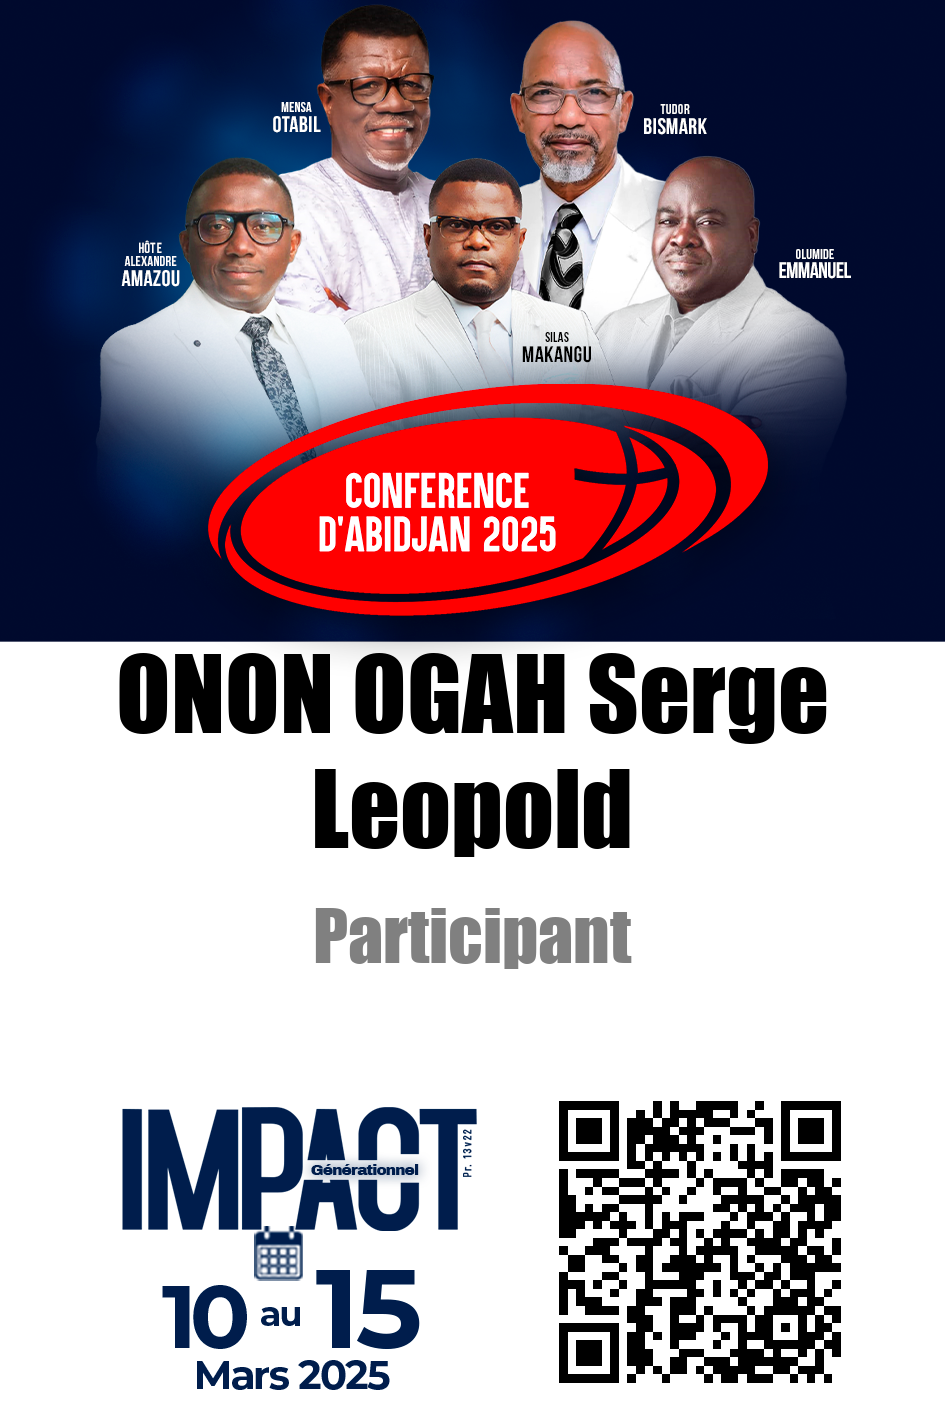 MENSA
OTABIL
TUDOR
BISMARK
HÔTE
ALEXANDRE
AMAZOU
OLUMIDE
EMMANUEL
SILAS
MAKANGU
CONFERENCE
D'ABIDJAN 2025
ONON OGAH Serge
Leopold
Participant
IMPACT
Générationnel
Pr. 13v22
10 au 15
Mars 2025